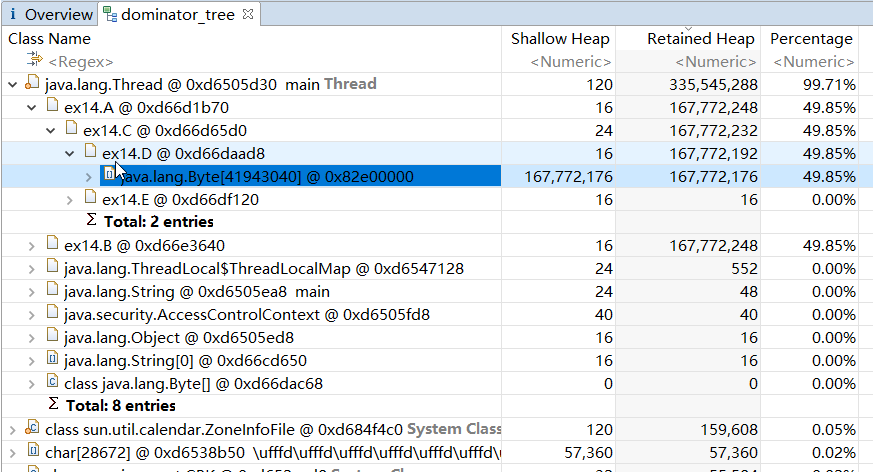 Overview dominator_tree
Class Name Shallow Heap Retained Heap Percentage
<Regex> <Numeric> <Numeric> <Numeric>
java.lang.Thread @ 0xd6505d30 main Thread 120 335,545,288 99.71%
ex14.A @ 0xd66d1b70 16 167,772,248 49.85%
ex14.C @ 0xd66d65d0 24 167,772,232 49.85%
ex14.D @ 0xd66daad8 16 167,772,192 49.85%
java.lang.Byte[41943040] @ 0x82e00000 167,772,176 167,772,176 49.85%
ex14.E @ 0xd66df120 16 16 0.00%
Σ Total: 2 entries
ex14.B @ 0xd66e3640 16 167,772,248 49.85%
java.lang.ThreadLocal$ThreadLocalMap @ 0xd6547128 24 552 0.00%
java.lang.String @ 0xd6505ea8 main 24 48 0.00%
java.security.AccessControlContext @ 0xd6505fd8 40 40 0.00%
java.lang.Object @ 0xd6505ed8 16 16 0.00%
java.lang.String[0] @ 0xd66cd650 16 16 0.00%
class java.lang.Byte[] @ 0xd66dac68 0 0 0.00%
Σ Total: 8 entries
class sun.util.calendar.ZoneInfoFile @ 0xd684f4c0 System Class 120 159,608 0.05%
char[28672] @ 0xd6538b50 \ufffd\ufffd\ufffd\ufffd\ufffd\ufffd\u 57,360 57,360 0.02%